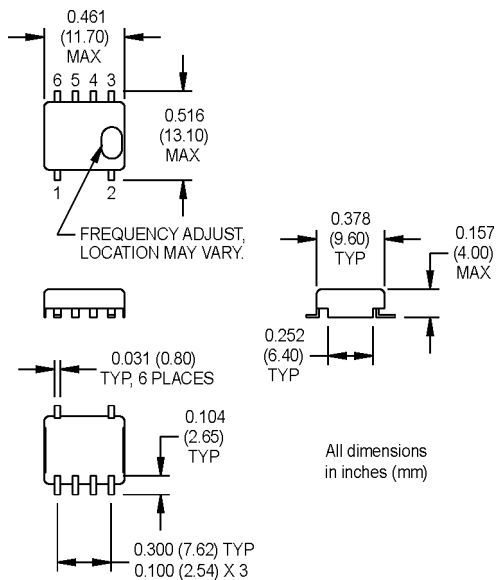 0.461
(11.70)
MAX
6 5 4 3
0.516
(13.10)
MAX
1 2
FREQUENCY ADJUST,
LOCATION MAY VARY.
0.378
(9.60)
TYP
0.157
(4.00)
MAX
0.252
(6.40)
TYP
0.031 (0.80)
TYP, 6 PLACES
0.104
(2.65)
TYP
All dimensions
in inches (mm)
0.300 (7.62) TYP
0.100 (2.54) X 3